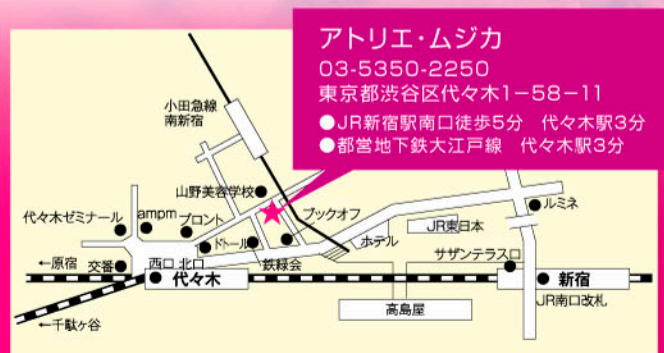 アトリエ・ムジカ
03-5350-2250
東京都渋谷区代々木1-58-11
●JR新宿駅南口徒歩5分　代々木駅3分
●都営地下鉄大江戸線　代々木駅3分
小田急線
南新宿
山野美容学校
代々木ゼミナール
ampm
プロント
ドトール
ブックオフ
ホテル
JR東日本
ルミネ
←原宿
交番
西口 北口
鉄緑会
サザンテラス口
代々木
新宿
JR南口改札
高島屋
←千駄ヶ谷